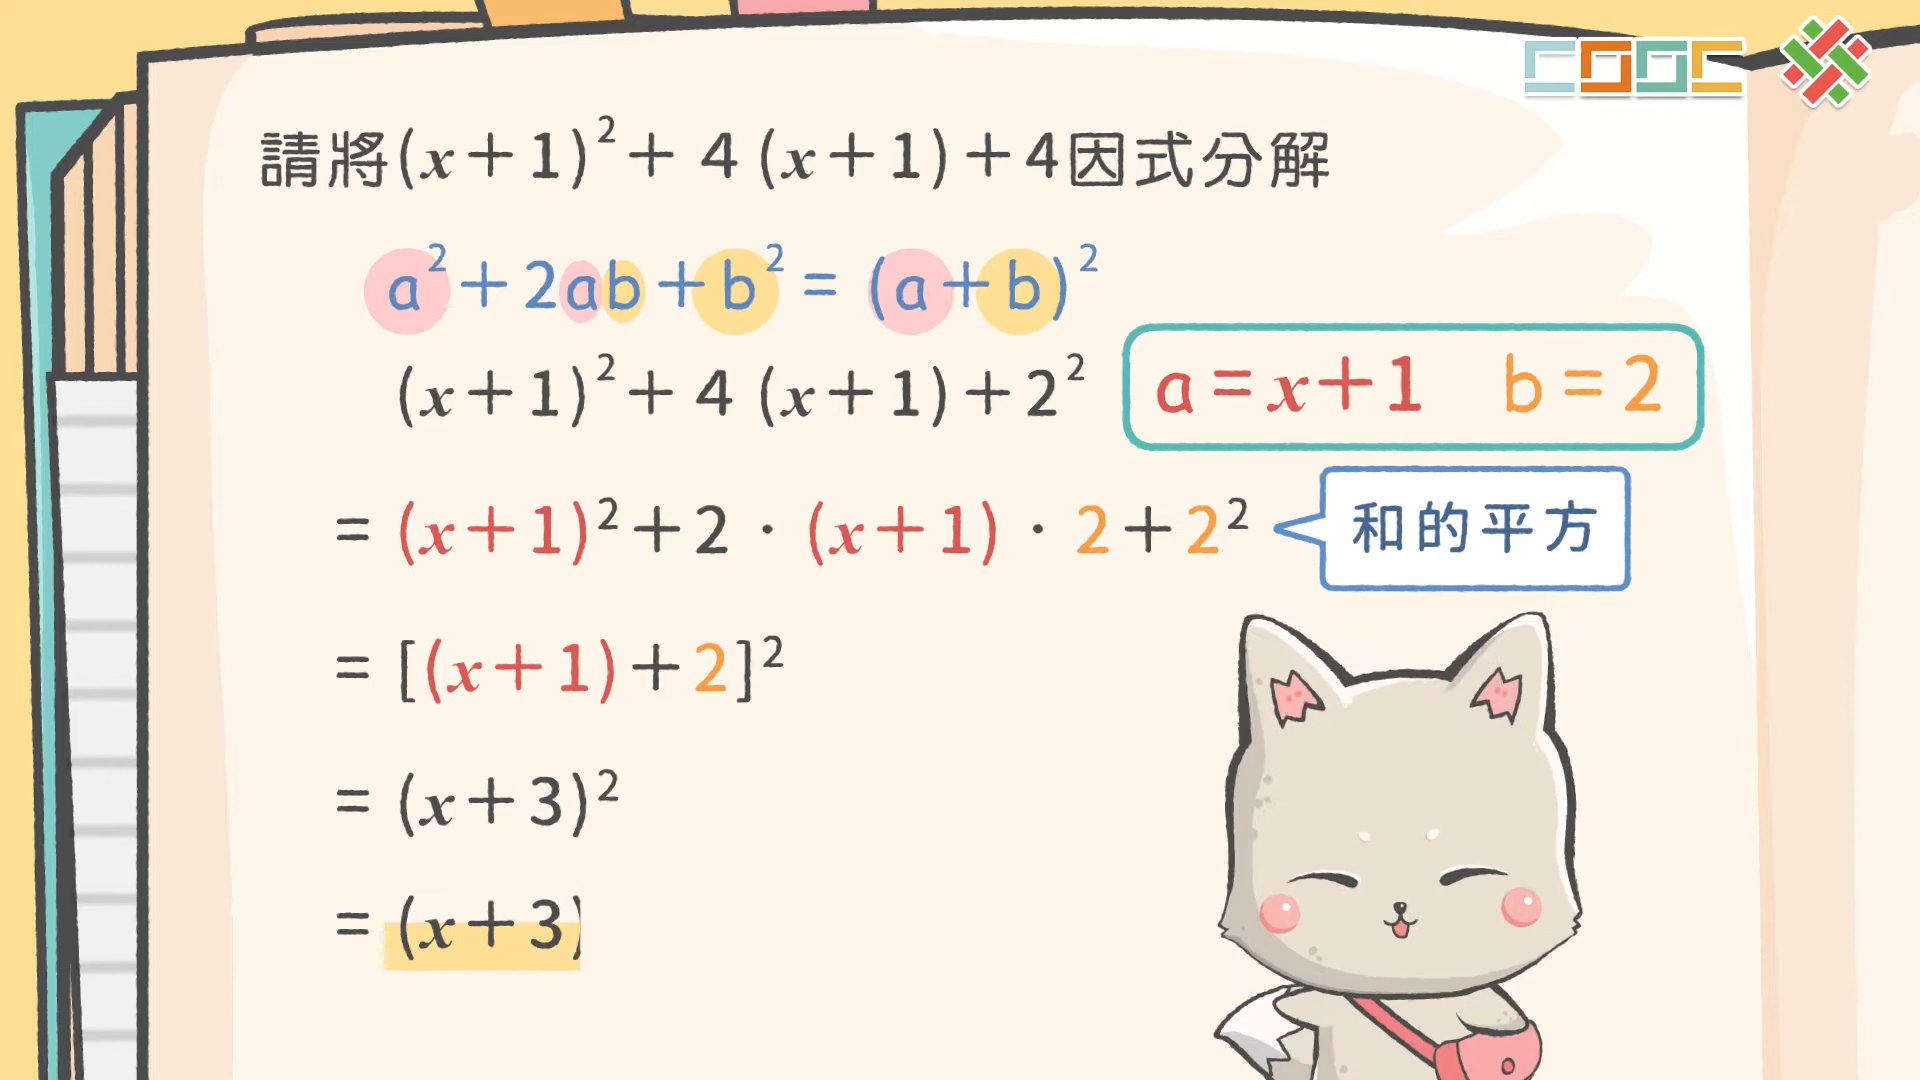 COOC
請將(x+1)²+4(x+1)+4因式分解
a²+2ab+b²=(a+b)²
(x+1)²+4(x+1)+2²
a=x+1 b=2
=(x+1)²+2·(x+1)·2+2²
和的平方
=[(x+1)+2]²
=(x+3)²
=(x+3)